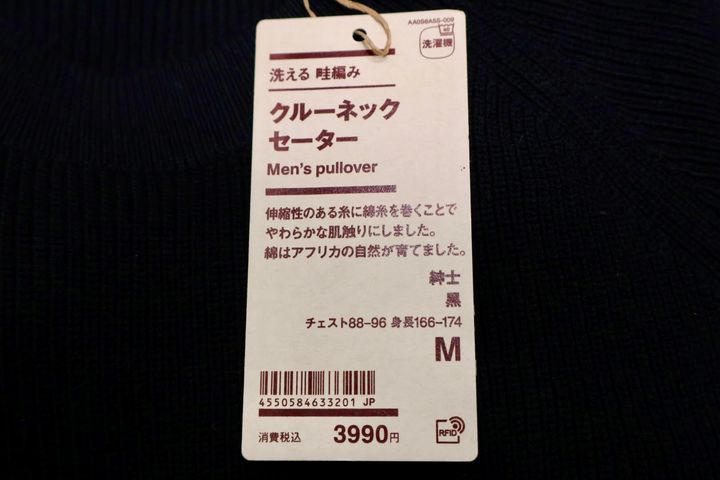 AA0S6A5S-009
40
洗濯機
洗える 畦編み
クルーネック
セーター
Men's pullover
伸縮性のある糸に綿糸を巻くことで
やわらかな肌触りにしました。
綿はアフリカの自然が育てました。
紳士
黒
チェスト88-96 身長166-174
M
4550584633201 JP
消費税込 3990円
RFID